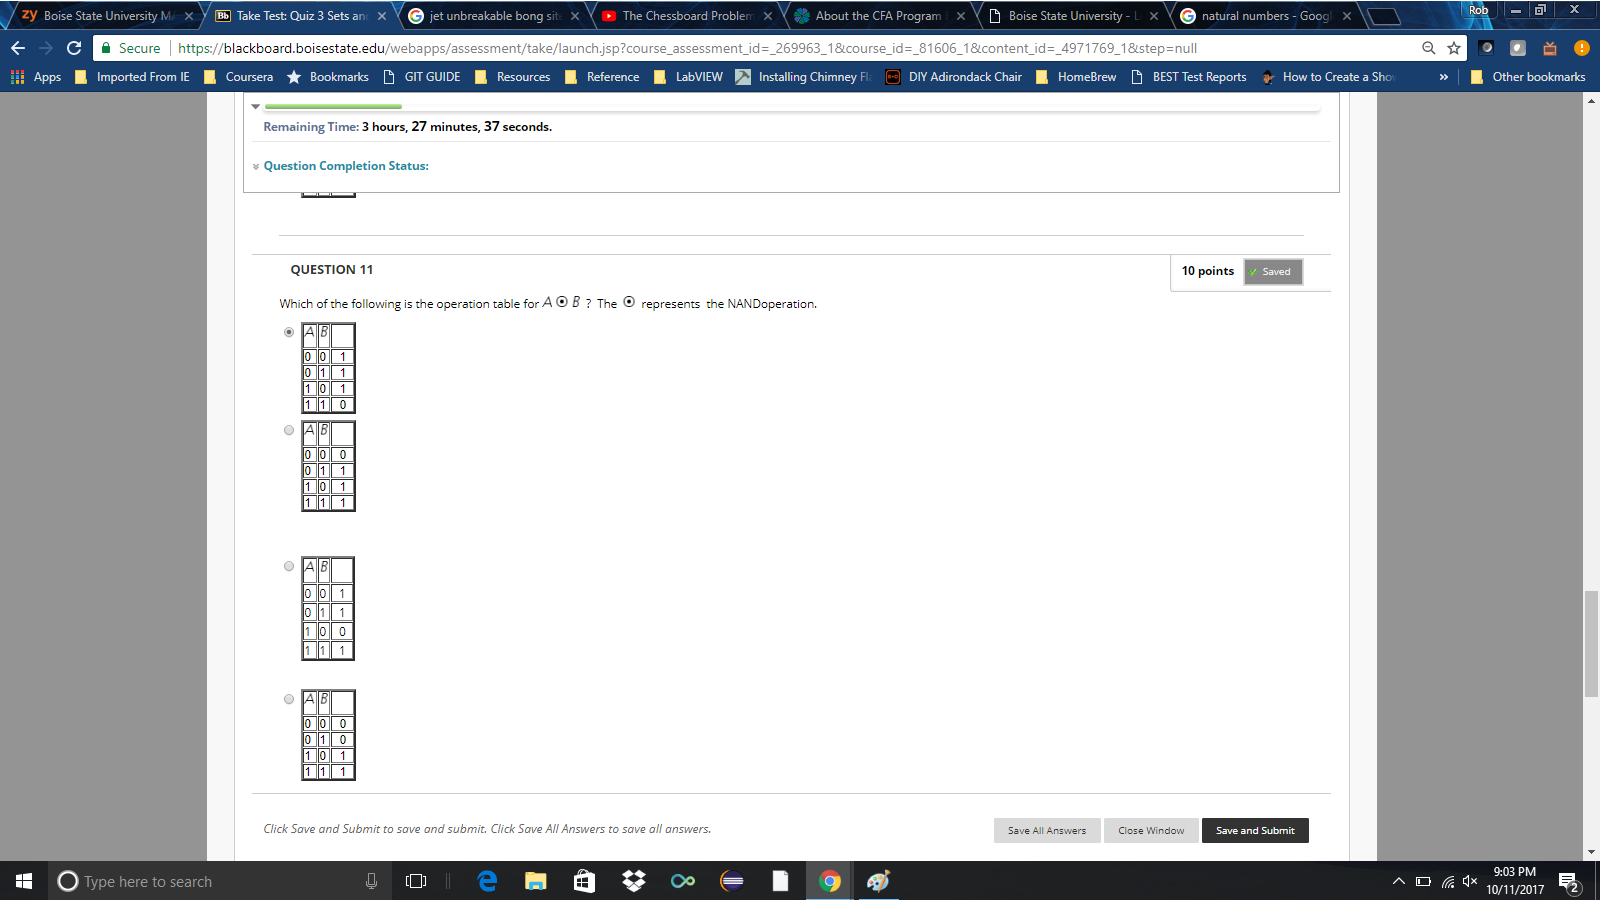 zy Boise State University M
Bb Take Test: Quiz 3 Sets an
jet unbreakable bong sit
The Chessboard Problem
About the CFA Program
Boise State University - L
natural numbers - Googl
Rob
Secure https://blackboard.boisestate.edu/webapps/assessment/take/launch.jsp?course_assessment_id=_269963_1&course_id=_81606_1&content_id=_4971769_1&step=null
Apps Imported From IE Coursera Bookmarks GIT GUIDE Resources Reference LabVIEW Installing Chimney Fl DIY Adirondack Chair HomeBrew BEST Test Reports How to Create a Sho » Other bookmarks
Remaining Time: 3 hours, 27 minutes, 37 seconds.
Question Completion Status:
QUESTION 11
10 points Saved
Which of the following is the operation table for A ⊙ B ? The ⊙ represents the NANDoperation.
A B
0 0 1
0 1 1
1 0 1
1 1 0
A B
0 0 0
0 1 1
1 0 1
1 1 1
A B
0 0 1
0 1 1
1 0 0
1 1 1
A B
0 0 0
0 1 0
1 0 1
1 1 1
Click Save and Submit to save and submit. Click Save All Answers to save all answers.
Save All Answers Close Window Save and Submit
Type here to search
9:03 PM
10/11/2017
2